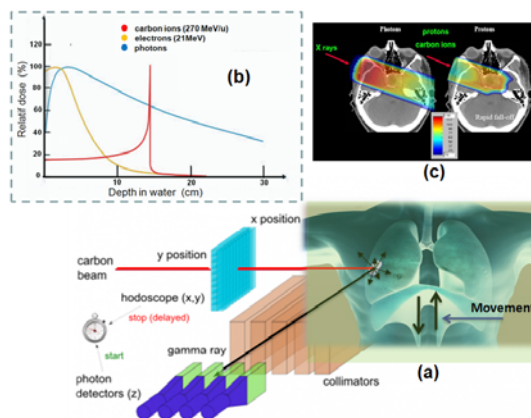 carbon ions (270 MeV/u)
electrons (21MeV)
photons
Relatif dose (%)
120
100
80
60
40
20
0
0
10
20
30
Depth in water (cm)
(b)
Photons
Protons
X rays
protons
carbon ions
Rapid fall-off
(c)
x position
y position
carbon
beam
hodoscope (x,y)
stop (delayed)
start
gamma ray
photon
detectors (z)
collimators
Movement
(a)